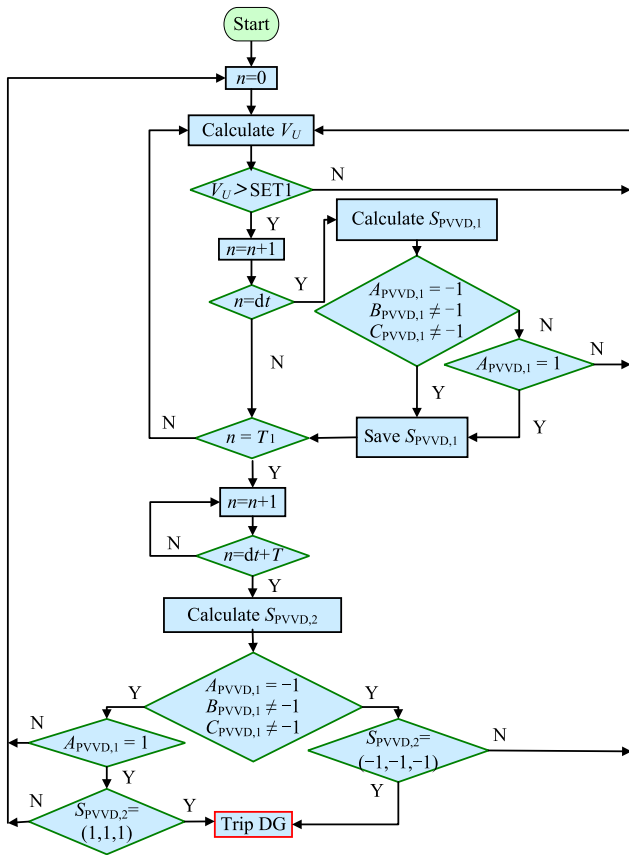 Start
n=0
Calculate V_U
V_U>SET1
N
Y
Calculate S_PVVD,1
n=n+1
Y
n=dt
A_PVVD,1 = −1
B_PVVD,1 ≠ −1
C_PVVD,1 ≠ −1
N
N
N
A_PVVD,1 = 1
Y
Y
N
n = T1
Save S_PVVD,1
Y
n=n+1
N
n=dt+T
Y
Calculate S_PVVD,2
Y
A_PVVD,1 = −1
B_PVVD,1 ≠ −1
C_PVVD,1 ≠ −1
Y
N
A_PVVD,1 = 1
S_PVVD,2=
(−1,−1,−1)
N
Y
Y
N
S_PVVD,2=
(1,1,1)
Y
Trip DG